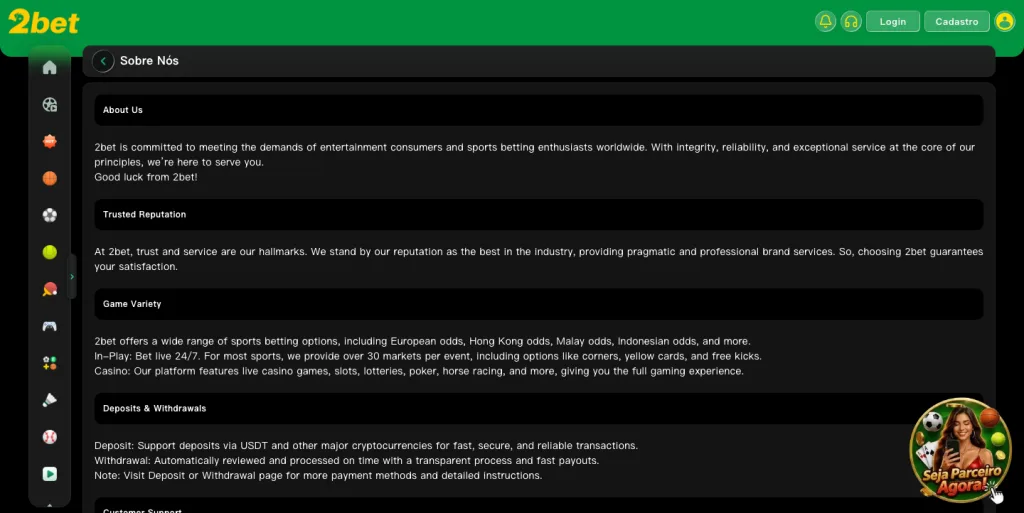 2bet
Login
Cadastro
Sobre Nós
About Us
2bet is committed to meeting the demands of entertainment consumers and sports betting enthusiasts worldwide. With integrity, reliability, and exceptional service at the core of our
principles, we're here to serve you.
Good luck from 2bet!
Trusted Reputation
At 2bet, trust and service are our hallmarks. We stand by our reputation as the best in the industry, providing pragmatic and professional brand services. So, choosing 2bet guarantees
your satisfaction.
Game Variety
2bet offers a wide range of sports betting options, including European odds, Hong Kong odds, Malay odds, Indonesian odds, and more.
In-Play: Bet live 24/7. For most sports, we provide over 30 markets per event, including options like corners, yellow cards, and free kicks.
Casino: Our platform features live casino games, slots, lotteries, poker, horse racing, and more, giving you the full gaming experience.
Deposits & Withdrawals
Deposit: Support deposits via USDT and other major cryptocurrencies for fast, secure, and reliable transactions.
Withdrawal: Automatically reviewed and processed on time with a transparent process and fast payouts.
Note: Visit Deposit or Withdrawal page for more payment methods and detailed instructions.
Seja Parceiro
Agora!
Customer Support